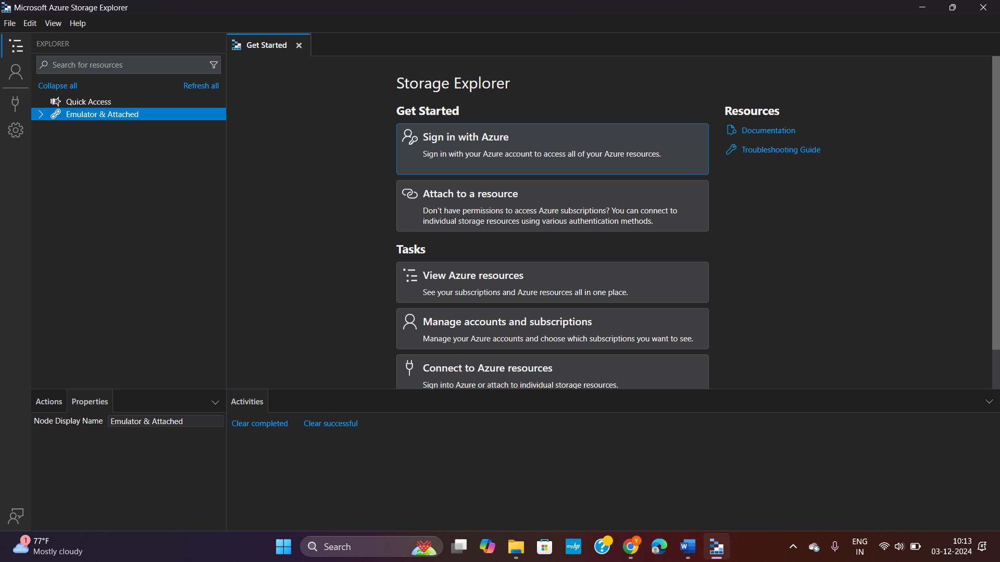 Microsoft Azure Storage Explorer
File Edit View Help
EXPLORER
Search for resources
Collapse all Refresh all
Quick Access
Emulator & Attached
Get Started
Storage Explorer
Get Started
Sign in with Azure
Sign in with your Azure account to access all of your Azure resources.
Attach to a resource
Don't have permissions to access Azure subscriptions? You can connect to
individual storage resources using various authentication methods.
Tasks
View Azure resources
See your subscriptions and Azure resources all in one place.
Manage accounts and subscriptions
Manage your Azure accounts and choose which subscriptions you want to see.
Connect to Azure resources
Sign into Azure or attach to individual storage resources.
Resources
Documentation
Troubleshooting Guide
Actions Properties
Node Display Name Emulator & Attached
Activities
Clear completed Clear successful
1
77°F
Mostly cloudy
Search
myhp
?
Y
W
ENG
IN
10:13
03-12-2024